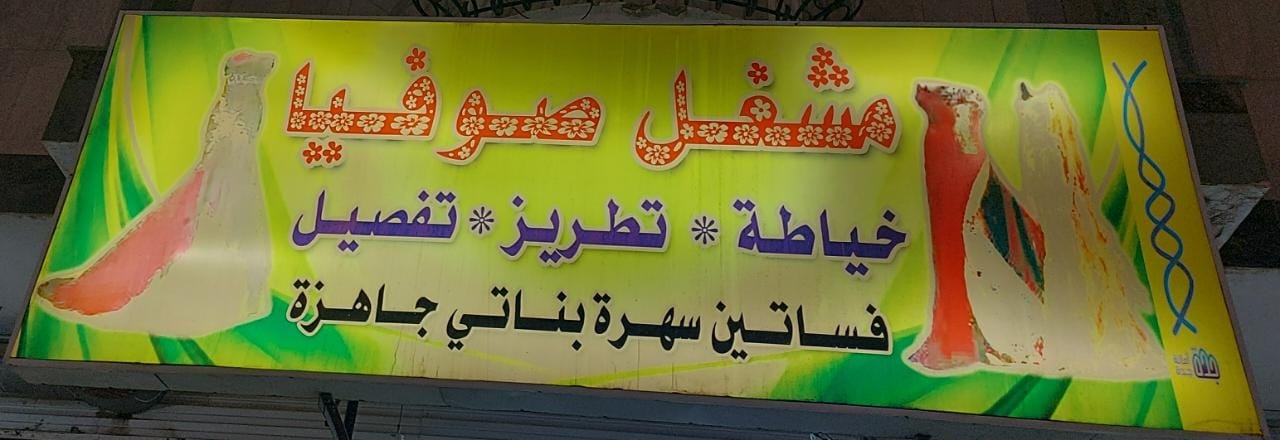 مشغل صوفيا
خياطة * تطريز * تفصيل
فساتين سهرة بناتي جاهزة